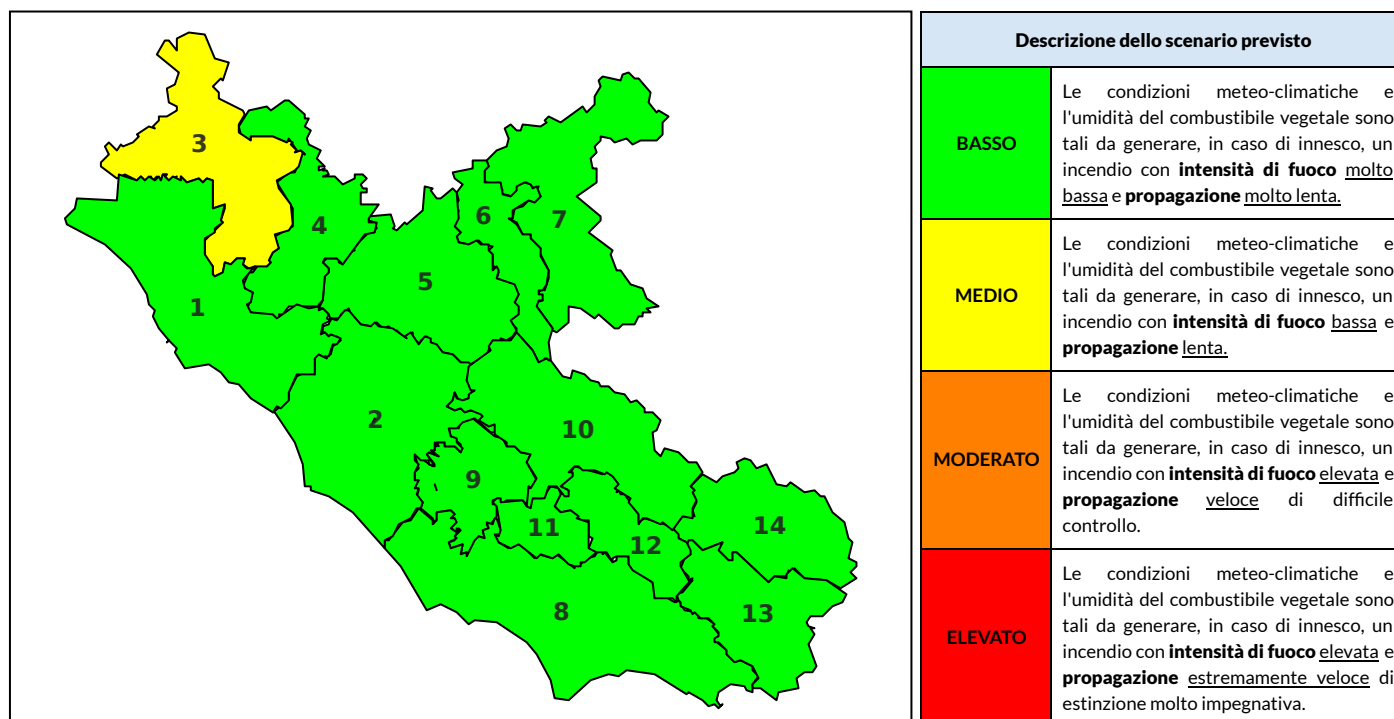 3
4
6
7
5
1
2
10
9
11
12
14
8
13
Descrizione dello scenario previsto
BASSO
Le condizioni meteo-climatiche e
l'umidità del combustibile vegetale sono
tali da generare, in caso di innesco, un
incendio con intensità di fuoco molto
bassa e propagazione molto lenta.
MEDIO
Le condizioni meteo-climatiche e
l'umidità del combustibile vegetale sono
tali da generare, in caso di innesco, un
incendio con intensità di fuoco bassa e
propagazione lenta.
MODERATO
Le condizioni meteo-climatiche e
l'umidità del combustibile vegetale sono
tali da generare, in caso di innesco, un
incendio con intensità di fuoco elevata e
propagazione veloce di difficile
controllo.
ELEVATO
Le condizioni meteo-climatiche e
l'umidità del combustibile vegetale sono
tali da generare, in caso di innesco, un
incendio con intensità di fuoco elevata e
propagazione estremamente veloce di
estinzione molto impegnativa.